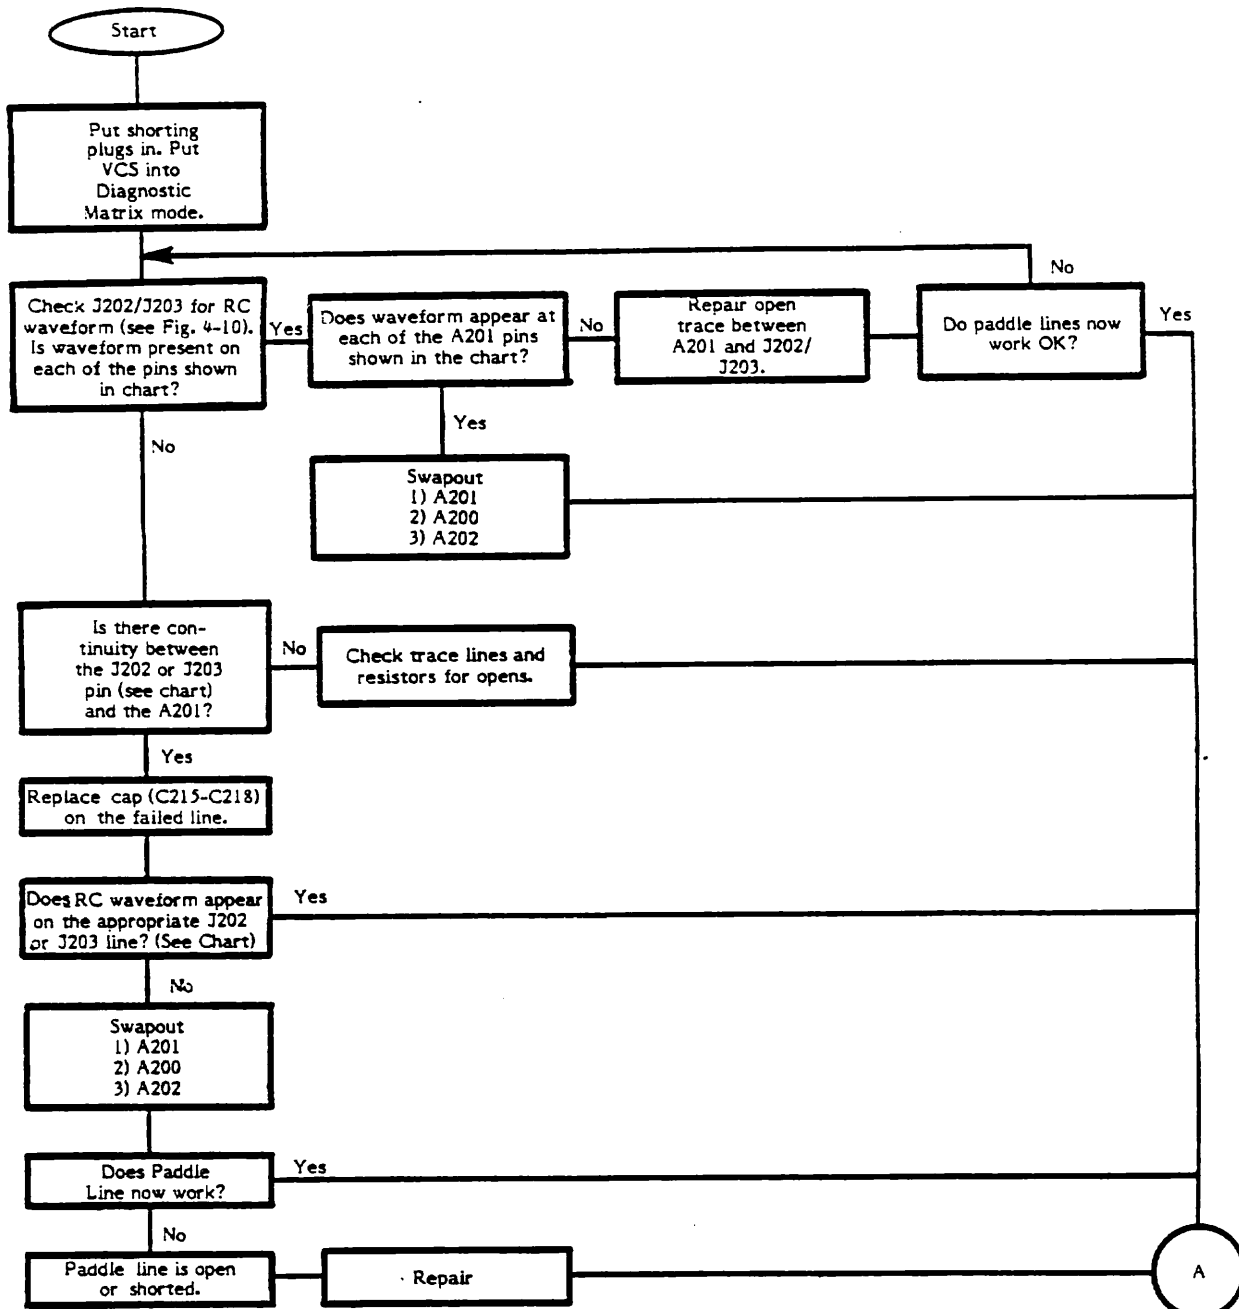 Start
Put shorting
plugs in. Put
VCS into
Diagnostic
Matrix mode.
No
Check J202/J203 for RC
waveform (see Fig. 4-10).
Is waveform present on
each of the pins shown
in chart?
Yes
Does waveform appear at
each of the A201 pins
shown in the chart?
No
Repair open
trace between
A201 and J202/
J203.
Do paddle lines now
work OK?
Yes
No
Yes
Swapout
1) A201
2) A200
3) A202
Is there con-
tinuity between
the J202 or J203
pin (see chart)
and the A201?
No
Check trace lines and
resistors for opens.
Yes
Replace cap (C215-C218)
on the failed line.
Does RC waveform appear
on the appropriate J202
or J203 line? (See Chart)
Yes
No
Swapout
1) A201
2) A200
3) A202
Does Paddle
Line now work?
Yes
No
Paddle line is open
or shorted.
Repair
A